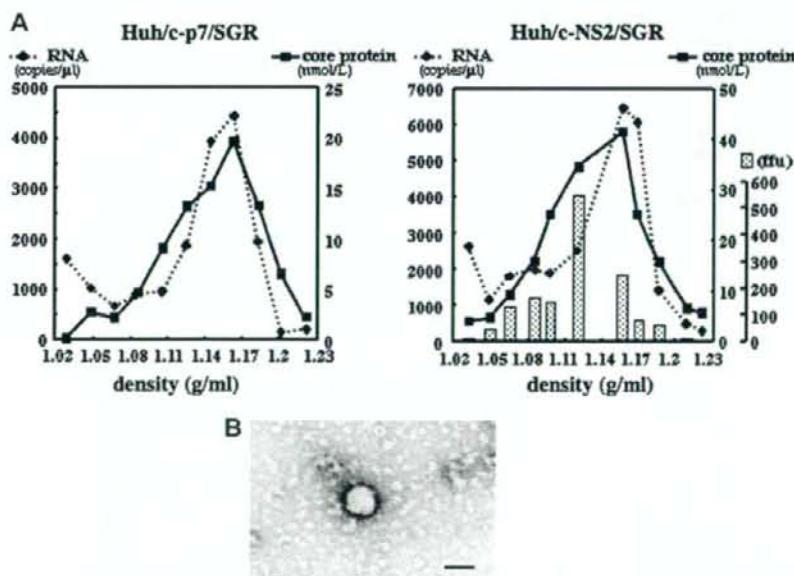 A
Huh/c-p7/SGR
RNA
(copies/µl)
core protein
(nmol/L)
5000
4000
3000
2000
1000
0
25
20
15
10
5
0
1.02 1.05 1.08 1.11 1.14 1.17 1.2 1.23
density (g/ml)
Huh/c-NS2/SGR
RNA
(copies/µl)
core protein
(nmol/L)
7000
6000
5000
4000
3000
2000
1000
0
50
40
30
20
10
0
(ffu)
600
500
400
300
200
100
0
1.02 1.05 1.08 1.11 1.14 1.17 1.2 1.23
density (g/ml)
B